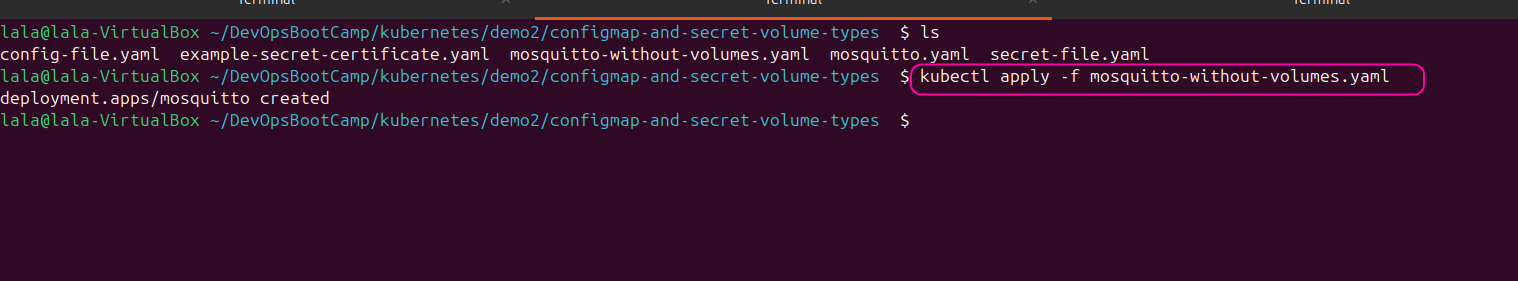 Terminal Terminal Terminal
lala@lala-VirtualBox ~/DevOpsBootCamp/kubernetes/demo2/configmap-and-secret-volume-types $ ls
config-file.yaml example-secret-certificate.yaml mosquitto-without-volumes.yaml mosquitto.yaml secret-file.yaml
lala@lala-VirtualBox ~/DevOpsBootCamp/kubernetes/demo2/configmap-and-secret-volume-types $ kubectl apply -f mosquitto-without-volumes.yaml
deployment.apps/mosquitto created
lala@lala-VirtualBox ~/DevOpsBootCamp/kubernetes/demo2/configmap-and-secret-volume-types $